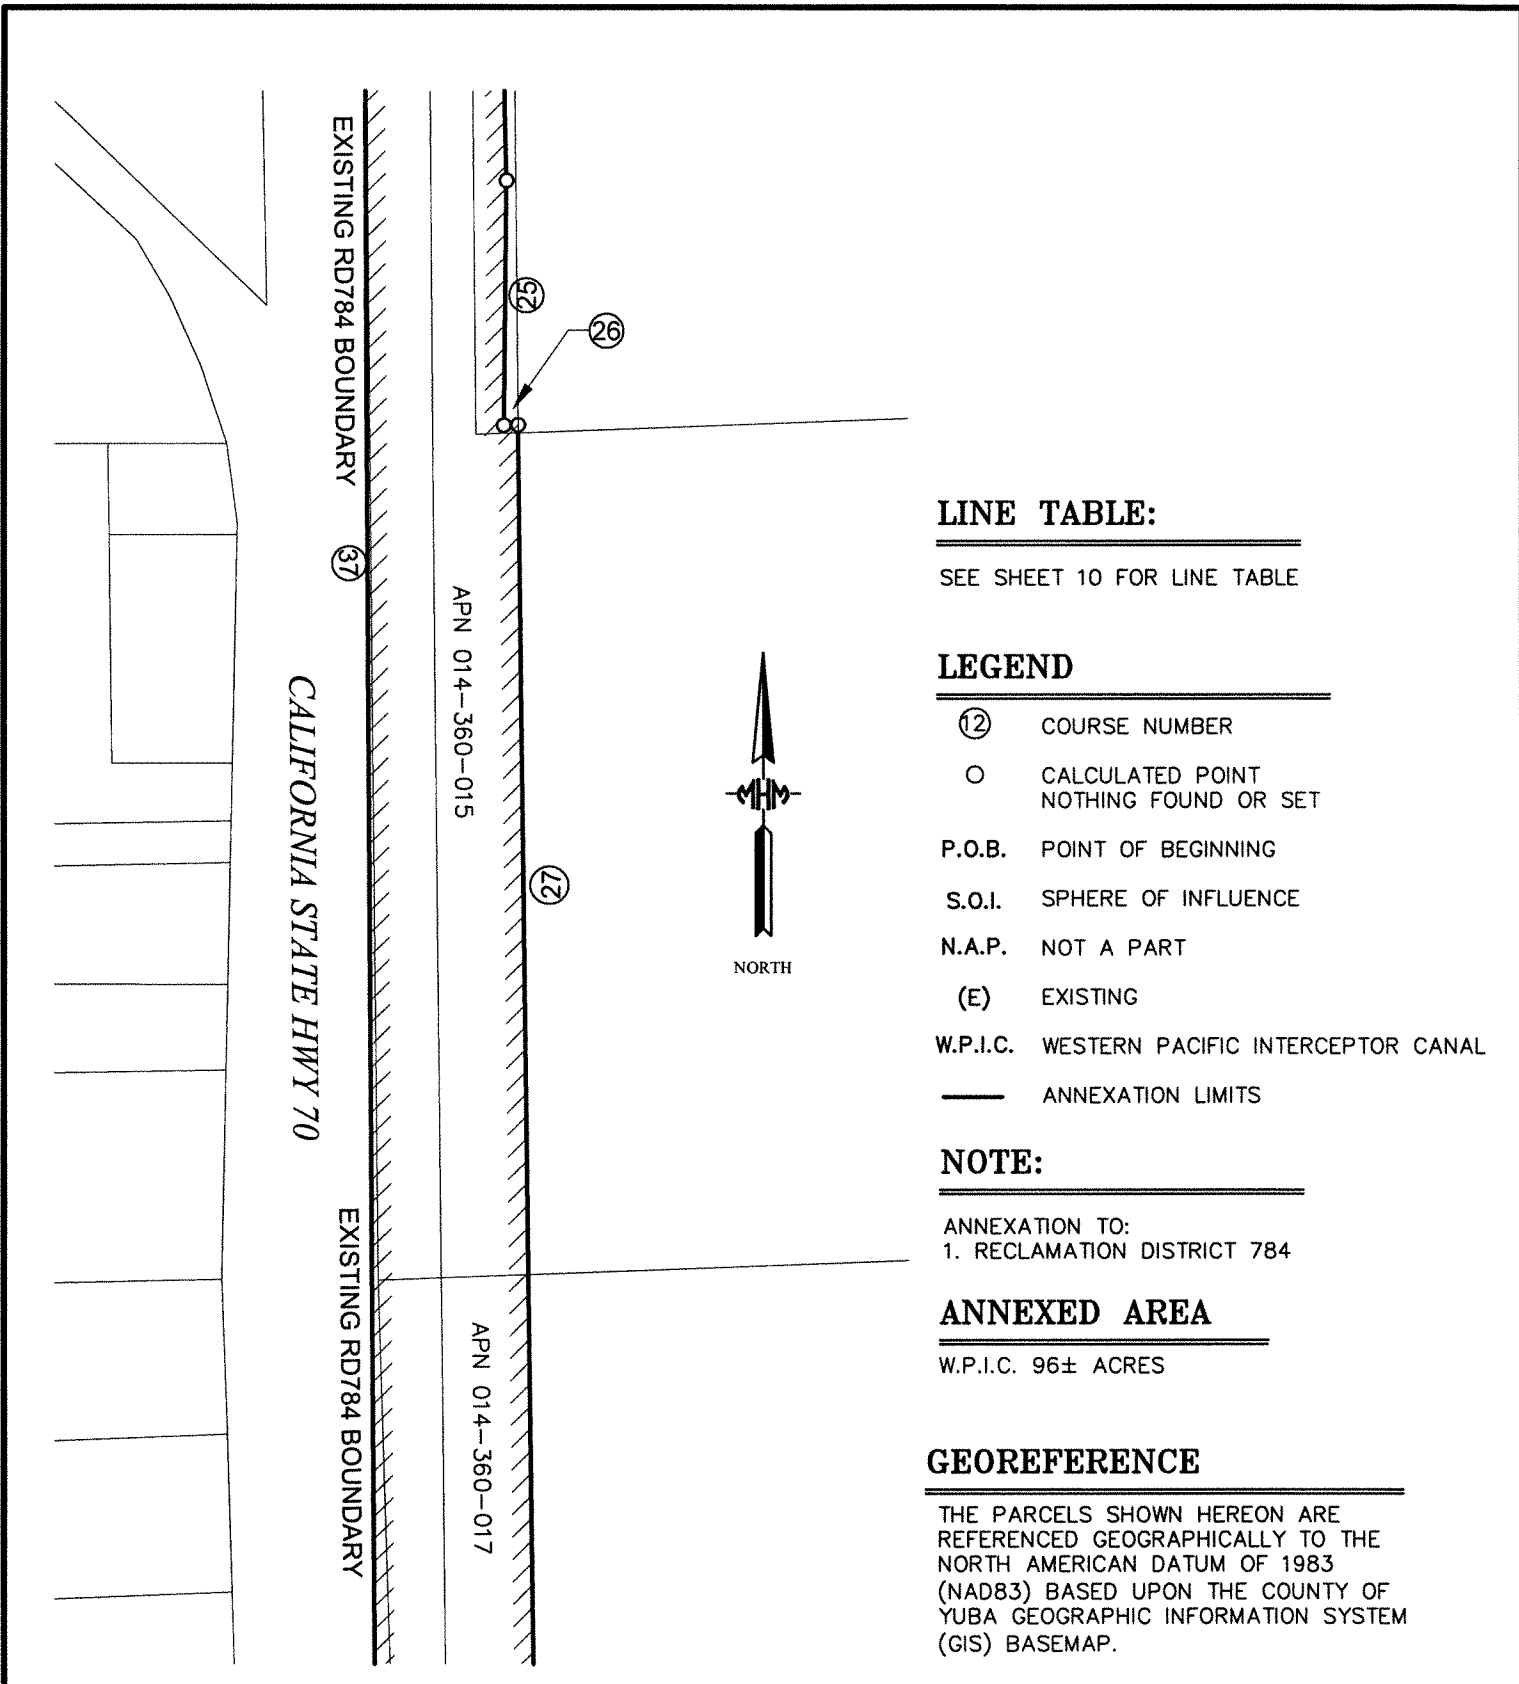 EXISTING RD784 BOUNDARY
25
26
37
APN 014-360-015
CALIFORNIA STATE HWY 70
27
EXISTING RD784 BOUNDARY
APN 014-360-017
MHM
NORTH
LINE TABLE:
SEE SHEET 10 FOR LINE TABLE
LEGEND
12 COURSE NUMBER
CALCULATED POINT
NOTHING FOUND OR SET
P.O.B. POINT OF BEGINNING
S.O.I. SPHERE OF INFLUENCE
N.A.P. NOT A PART
(E) EXISTING
W.P.I.C. WESTERN PACIFIC INTERCEPTOR CANAL
ANNEXATION LIMITS
NOTE:
ANNEXATION TO:
1. RECLAMATION DISTRICT 784
ANNEXED AREA
W.P.I.C. 96± ACRES
GEOREFERENCE
THE PARCELS SHOWN HEREON ARE
REFERENCED GEOGRAPHICALLY TO THE
NORTH AMERICAN DATUM OF 1983
(NAD83) BASED UPON THE COUNTY OF
YUBA GEOGRAPHIC INFORMATION SYSTEM
(GIS) BASEMAP.